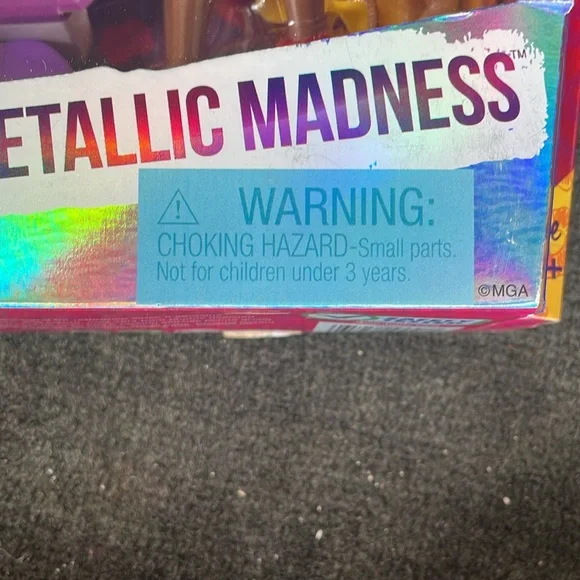 ETALLIC MADNESS™
⚠ WARNING:
CHOKING HAZARD-Small parts.
Not for children under 3 years.
©MGA